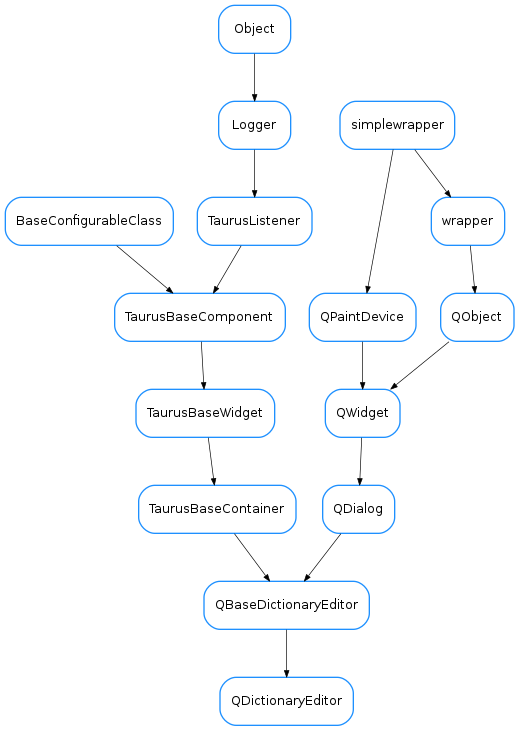 Object
Logger
simplewrapper
BaseConfigurableClass
TaurusListener
wrapper
TaurusBaseComponent
QPaintDevice
QObject
TaurusBaseWidget
QWidget
TaurusBaseContainer
QDialog
QBaseDictionaryEditor
QDictionaryEditor